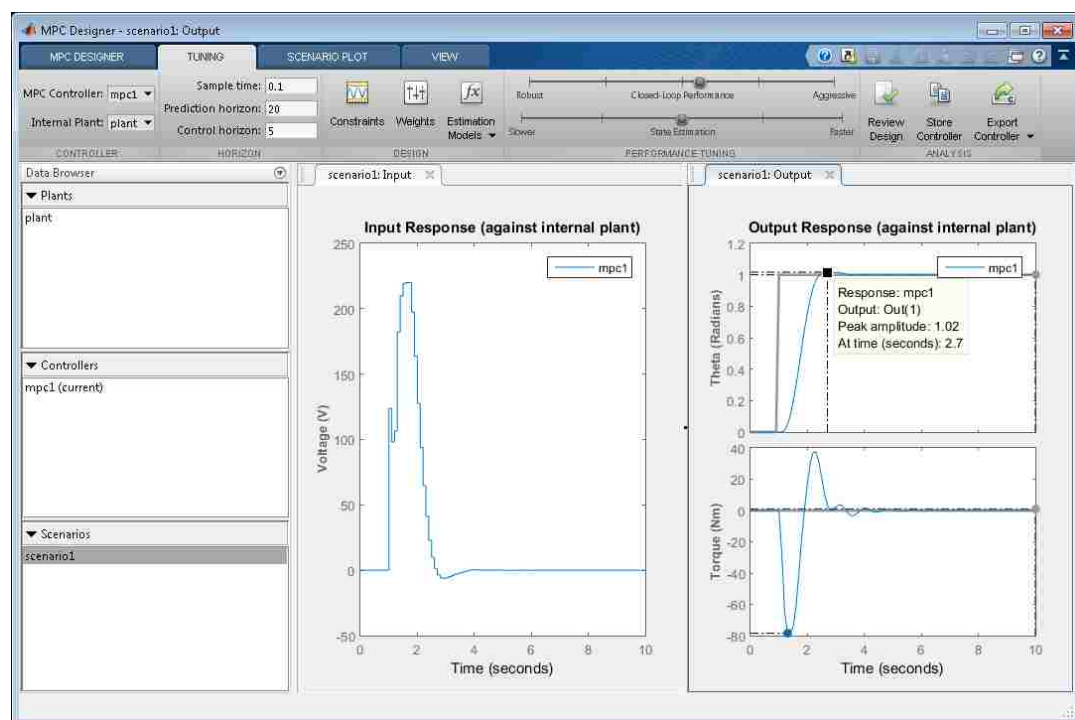 MPC Designer - scenario1: Output
MPC DESIGNER TUNING SCENARIO PLOT VIEW
MPC Controller: mpc1
Internal Plant: plant
Sample time: 0.1
Prediction horizon: 20
Control horizon: 5
Constraints Weights Estimation Models
Robust Closed-Loop Performance Aggressive
Slower State Estimation Faster
Review Design Store Controller Export Controller
CONTROLLER HORIZON DESIGN PERFORMANCE TUNING ANALYSIS
Data Browser
Plants
plant
Controllers
mpc1 (current)
Scenarios
scenario1
scenario1: Input
Input Response (against internal plant)
mpc1
250
200
150
100
50
0
-50
Voltage (V)
0 2 4 6 8 10
Time (seconds)
scenario1: Output
Output Response (against internal plant)
mpc1
1.2
1
0.8
0.6
0.4
0.2
0
Theta (Radians)
Response: mpc1
Output: Out(1)
Peak amplitude: 1.02
At time (seconds): 2.7
40
20
0
-20
-40
-60
-80
Torque (Nm)
0 2 4 6 8 10
Time (seconds)